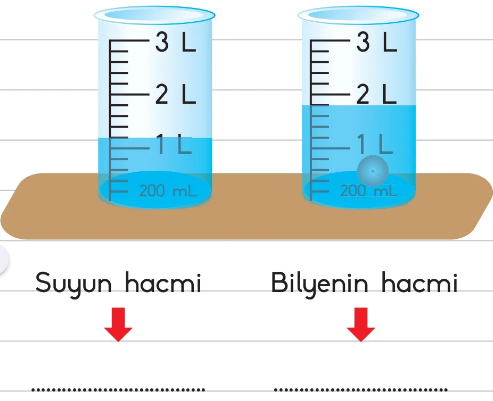 3 L
2 L
1 L
200 mL
3 L
2 L
1 L
200 mL
Suyun hacmi
Bilyenin hacmi